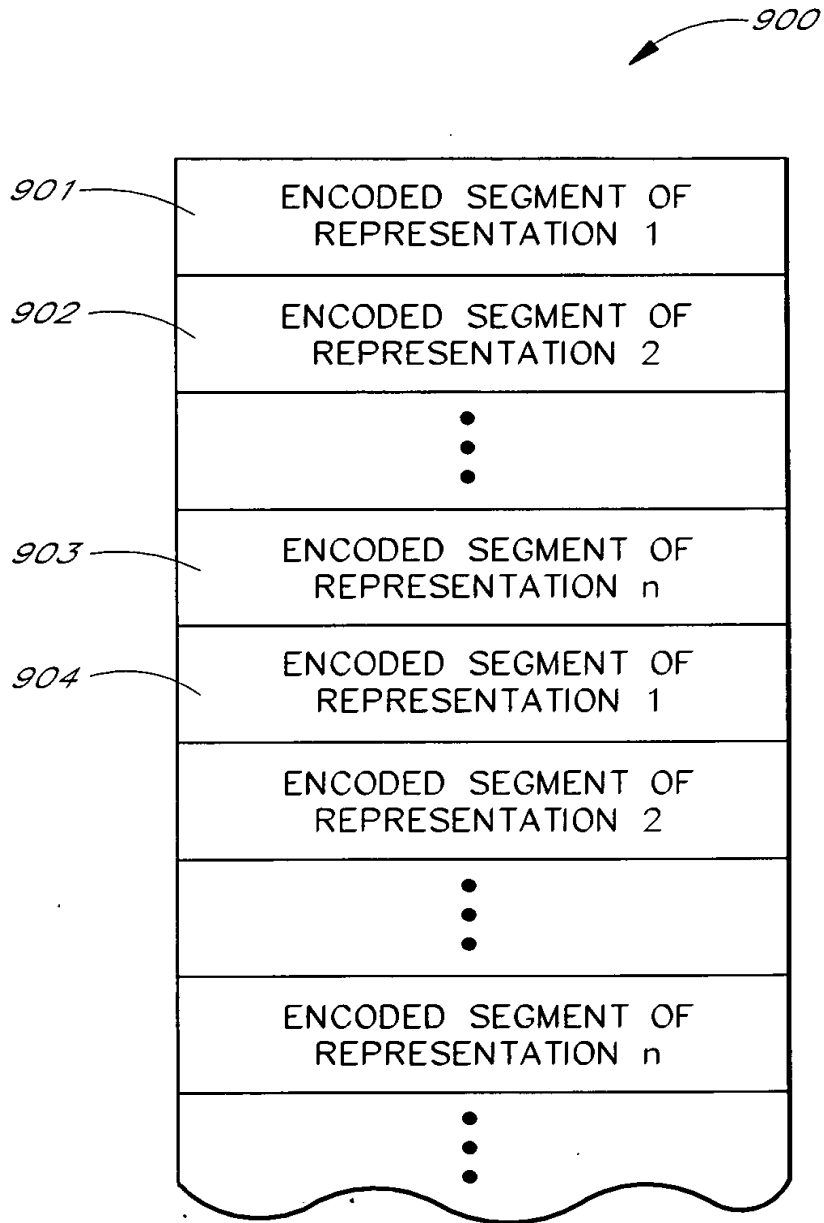 900
901
ENCODED SEGMENT OF
REPRESENTATION 1
902
ENCODED SEGMENT OF
REPRESENTATION 2
903
ENCODED SEGMENT OF
REPRESENTATION n
904
ENCODED SEGMENT OF
REPRESENTATION 1
ENCODED SEGMENT OF
REPRESENTATION 2
ENCODED SEGMENT OF
REPRESENTATION n